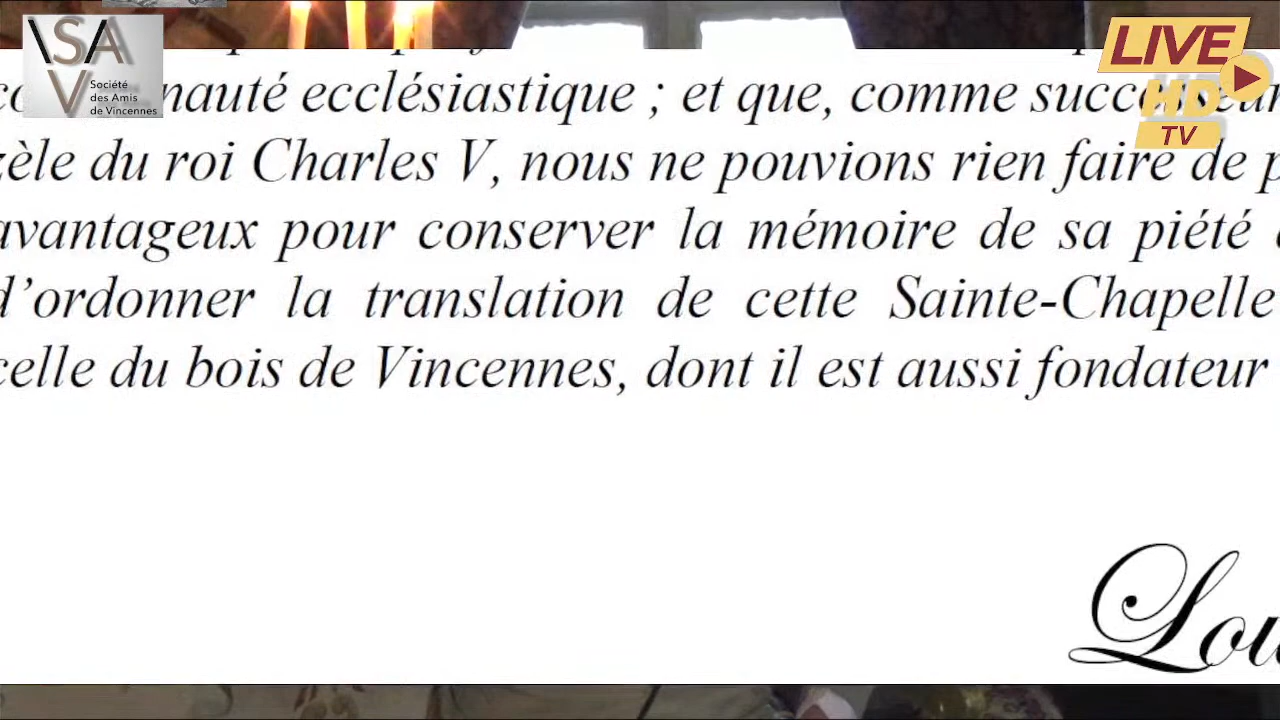 SAV
Société
des Amis
de Vincennes
LIVE
HD
TV
ecclésiastique ; et que, comme
zèle du roi Charles V, nous ne pouvions rien faire de
avantageux pour conserver la mémoire de sa piété
d’ordonner la translation de cette Sainte-Chapelle
celle du bois de Vincennes, dont il est aussi fondateur